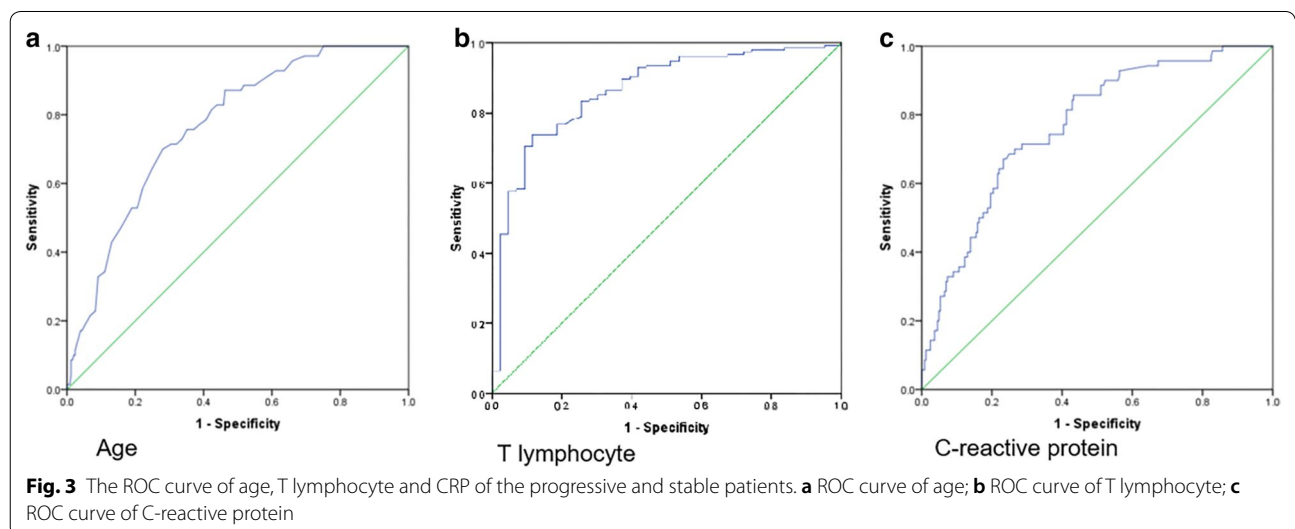 a
b
c
1.0
0.8
0.6
0.4
0.2
0.0
Sensitivity
0.0 0.2 0.4 0.6 0.8 1.0
1 - Specificity
Age
1 0
0 8
0 6
0 4
0 2
0 0
Sensitivity
0 0 0 2 0 4 0 6 0 8 1 0
1 - Specificity
T lymphocyte
1.0
0.8
0.6
0.4
0.2
0.0
Sensitivity
0.0 0.2 0.4 0.6 0.8 1.0
1 - Specificity
C-reactive protein
Fig. 3 The ROC curve of age, T lymphocyte and CRP of the progressive and stable patients. a ROC curve of age; b ROC curve of T lymphocyte; c
ROC curve of C-reactive protein